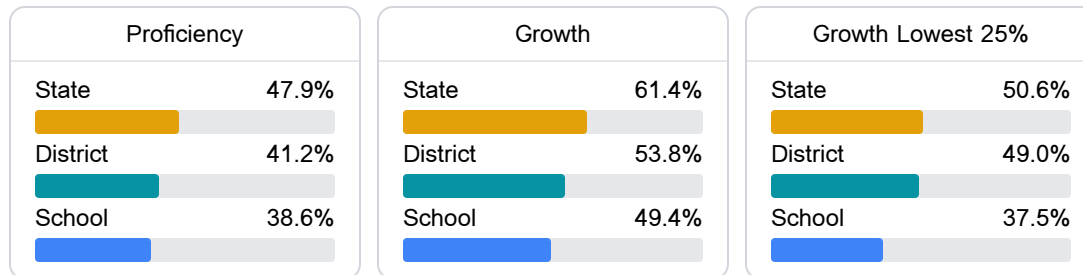 Proficiency
State 47.9%
District 41.2%
School 38.6%
Growth
State 61.4%
District 53.8%
School 49.4%
Growth Lowest 25%
State 50.6%
District 49.0%
School 37.5%